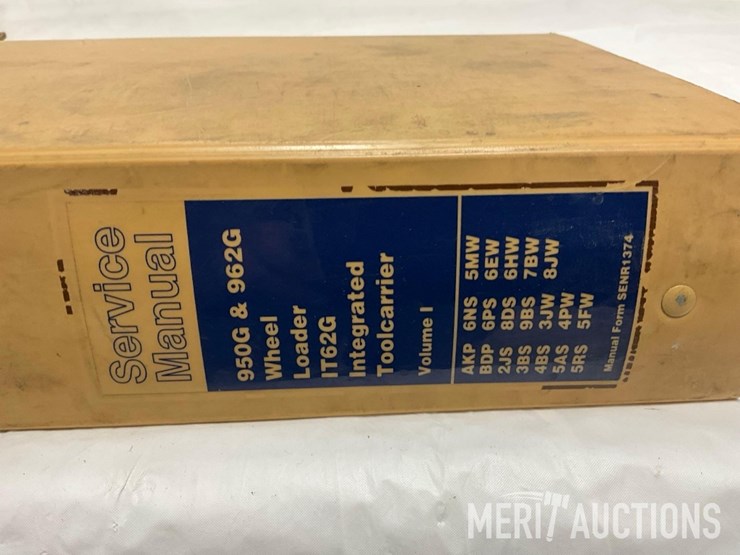 Service
Manual
950G & 962G
Wheel
Loader
IT62G
Integrated
Toolcarrier
Volume I
AKP 6NS 5MW
BDP 6PS 6EW
2JS 8DS 6HW
3BS 9BS 7BW
4BS 3JW 8JW
5AS 4PW
5RS 5FW
Manual Form SENR1374
MERIT AUCTIONS